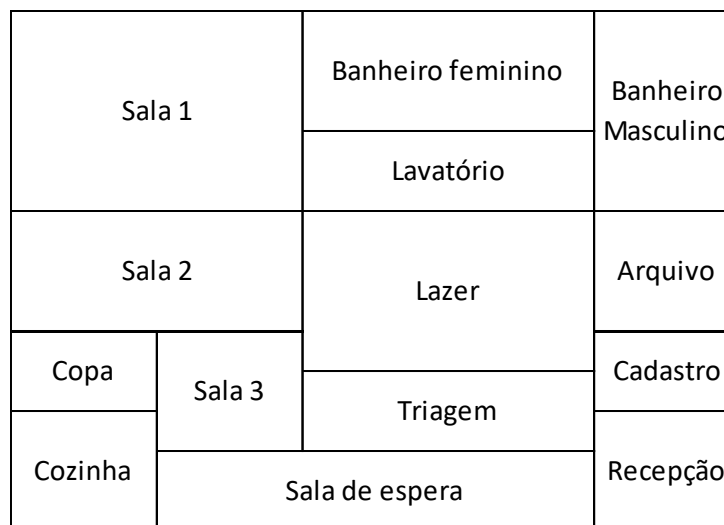 Banheiro feminino
Sala 1
Banheiro
Masculino
Lavatório
Sala 2
Lazer
Arquivo
Copa
Sala 3
Cadastro
Triagem
Cozinha
Sala de espera
Recepção